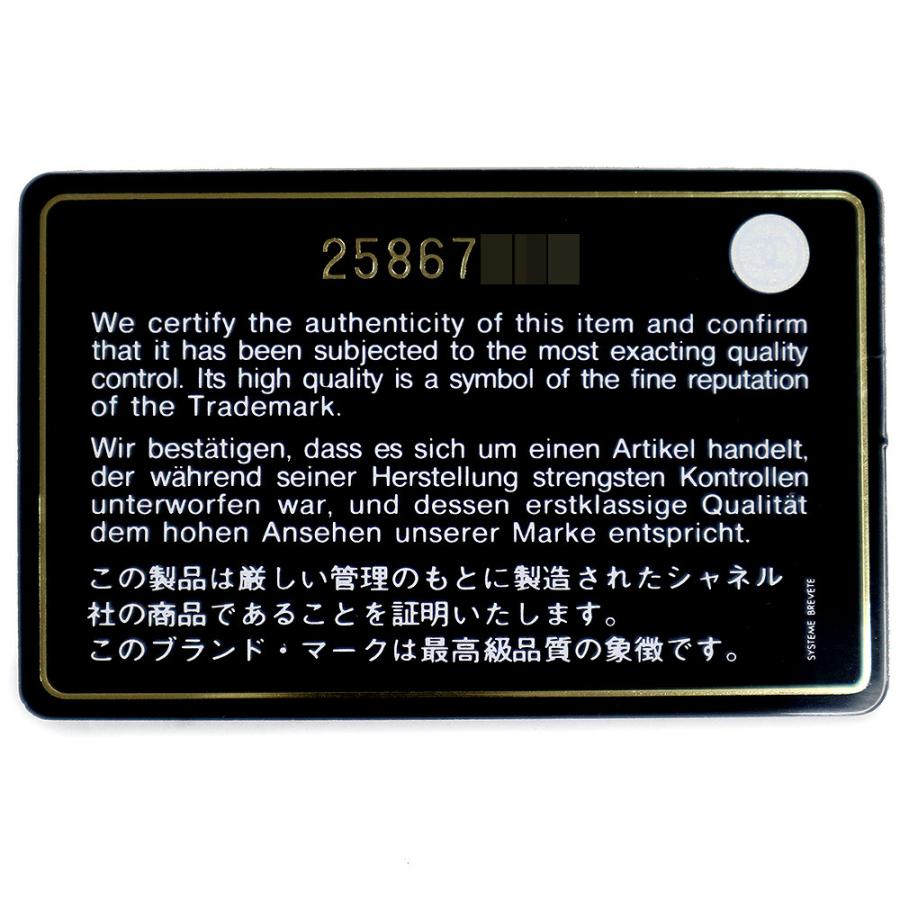 25867
We certify the authenticity of this item and confirm
that it has been subjected to the most exacting quality
control. Its high quality is a symbol of the fine reputation
of the Trademark.
Wir bestätigen, dass es sich um einen Artikel handelt,
der während seiner Herstellung strengsten Kontrollen
unterworfen war, und dessen erstklassige Qualität
dem hohen Ansehen unserer Marke entspricht.
この製品は厳しい管理のもとに製造されたシャネル
社の商品であることを証明いたします。
このブランド・マークは最高級品質の象徴です。
SYSTEME BREVETE